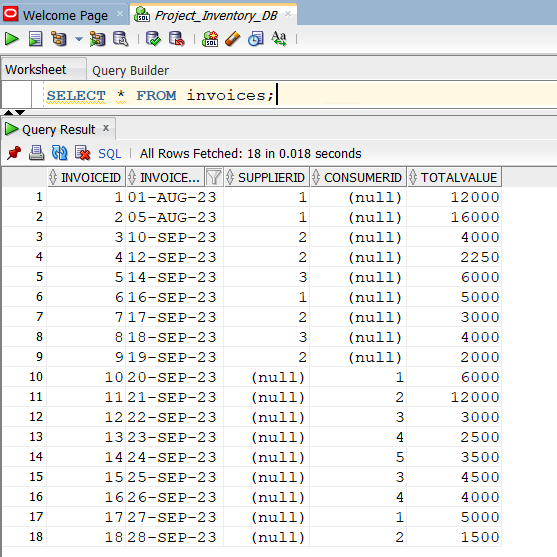 Welcome Page × Project_Inventory_DB ×
Worksheet Query Builder
SELECT * FROM invoices;
Query Result ×
SQL | All Rows Fetched: 18 in 0.018 seconds
INVOICEID INVOICE... SUPPLIERID CONSUMERID TOTALVALUE
1 1 01-AUG-23 1 (null) 12000
2 2 05-AUG-23 1 (null) 16000
3 3 10-SEP-23 2 (null) 4000
4 4 12-SEP-23 2 (null) 2250
5 5 14-SEP-23 3 (null) 6000
6 6 16-SEP-23 1 (null) 5000
7 7 17-SEP-23 2 (null) 3000
8 8 18-SEP-23 3 (null) 4000
9 9 19-SEP-23 2 (null) 2000
10 10 20-SEP-23 (null) 1 6000
11 11 21-SEP-23 (null) 2 12000
12 12 22-SEP-23 (null) 3 3000
13 13 23-SEP-23 (null) 4 2500
14 14 24-SEP-23 (null) 5 3500
15 15 25-SEP-23 (null) 3 4500
16 16 26-SEP-23 (null) 4 4000
17 17 27-SEP-23 (null) 1 5000
18 18 28-SEP-23 (null) 2 1500